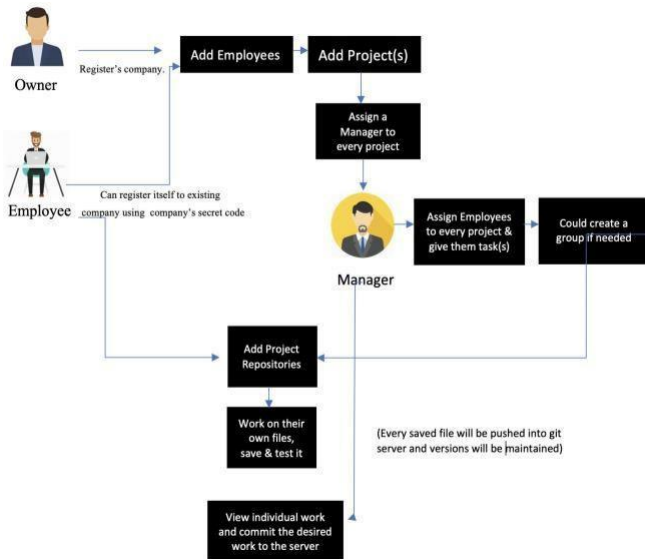 Owner
Register's company.
Add Employees
Add Project(s)
Assign a
Manager to
every project
Employee
Can register itself to existing
company using company's secret code
Manager
Assign Employees
to every project &
give them task(s)
Could create a
group if needed
Add Project
Repositories
Work on their
own files,
save & test it
(Every saved file will be pushed into git
server and versions will be maintained)
View individual work
and commit the desired
work to the server